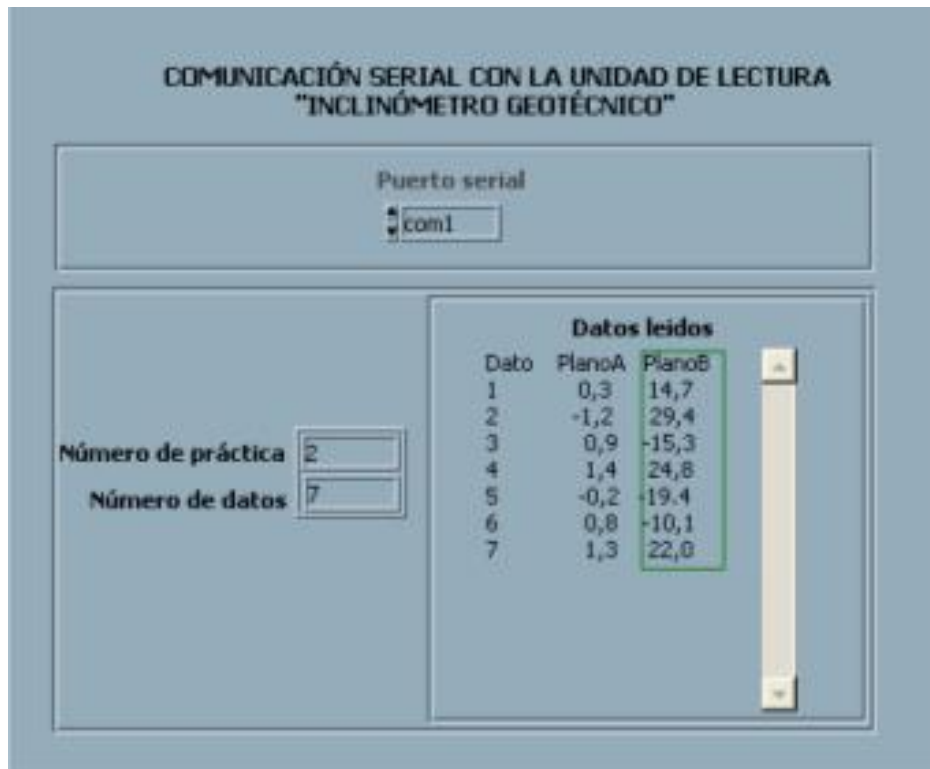 COMUNICACIÓN SERIAL CON LA UNIDAD DE LECTURA
"INCLINÓMETRO GEOTÉCNICO"
Puerto serial
com1
Número de práctica 2
Número de datos 7
Datos leidos
Dato PlanoA PlanoB
1 0,3 14,7
2 -1,2 29,4
3 0,9 -15,3
4 1,4 24,8
5 -0,2 -19.4
6 0,8 -10,1
7 1,3 22,0